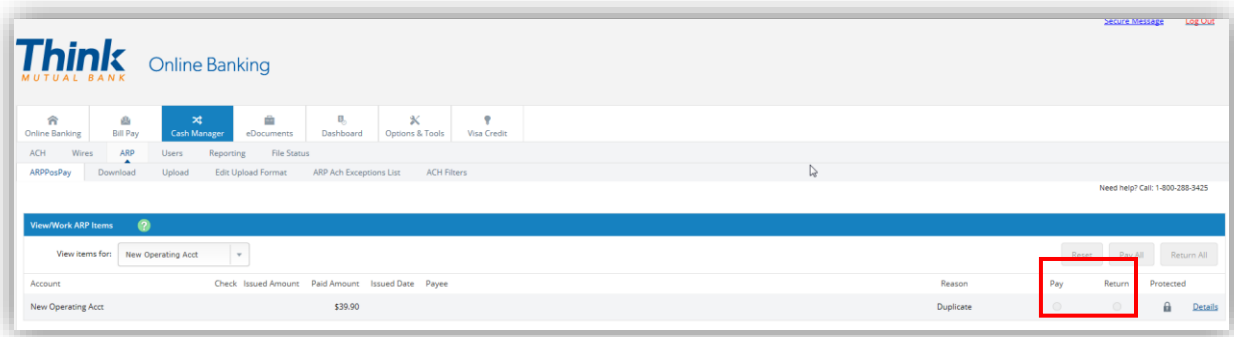 Secure Message Log Out
Think
MUTUAL BANK
Online Banking
Online Banking Bill Pay Cash Manager eDocuments Dashboard Options & Tools Visa Credit
ACH Wires ARP Users Reporting File Status
ARPPosPay Download Upload Edit Upload Format ARP Ach Exceptions List ACH Filters
Need help? Call: 1-800-288-3425
View/Work ARP Items ?
View items for: New Operating Acct Reset Pay All Return All
Account Check Issued Amount Paid Amount Issued Date Payee Reason Pay Return Protected
New Operating Acct $39.90 Duplicate Details